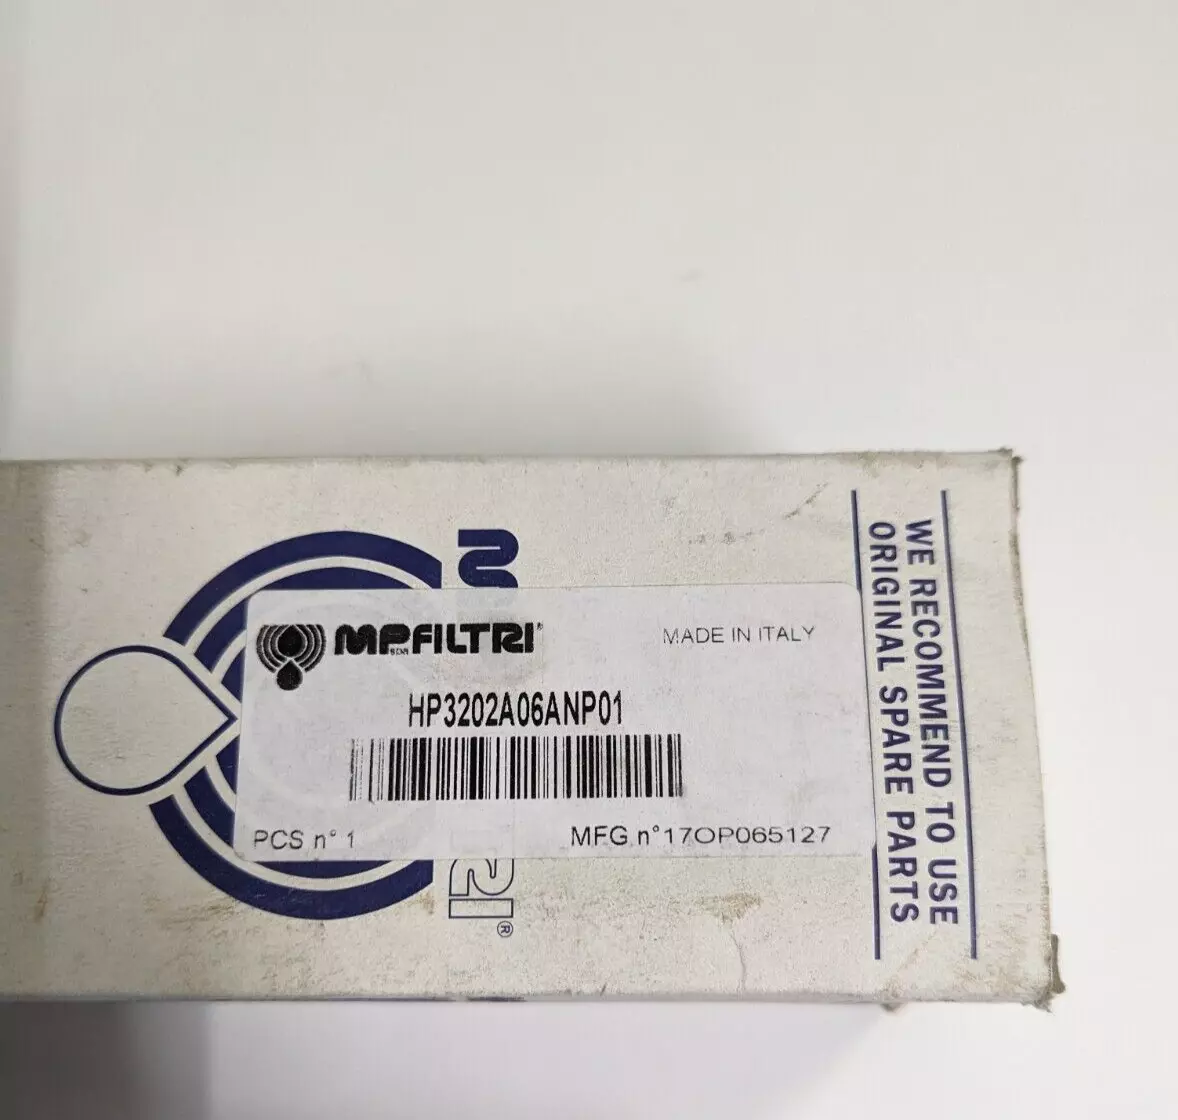 MPFILTRI®
MADE IN ITALY
HP3202A06ANP01
PCS n° 1
MFG n°17OP065127
WE RECOMMEND TO USE
ORIGINAL SPARE PARTS
®